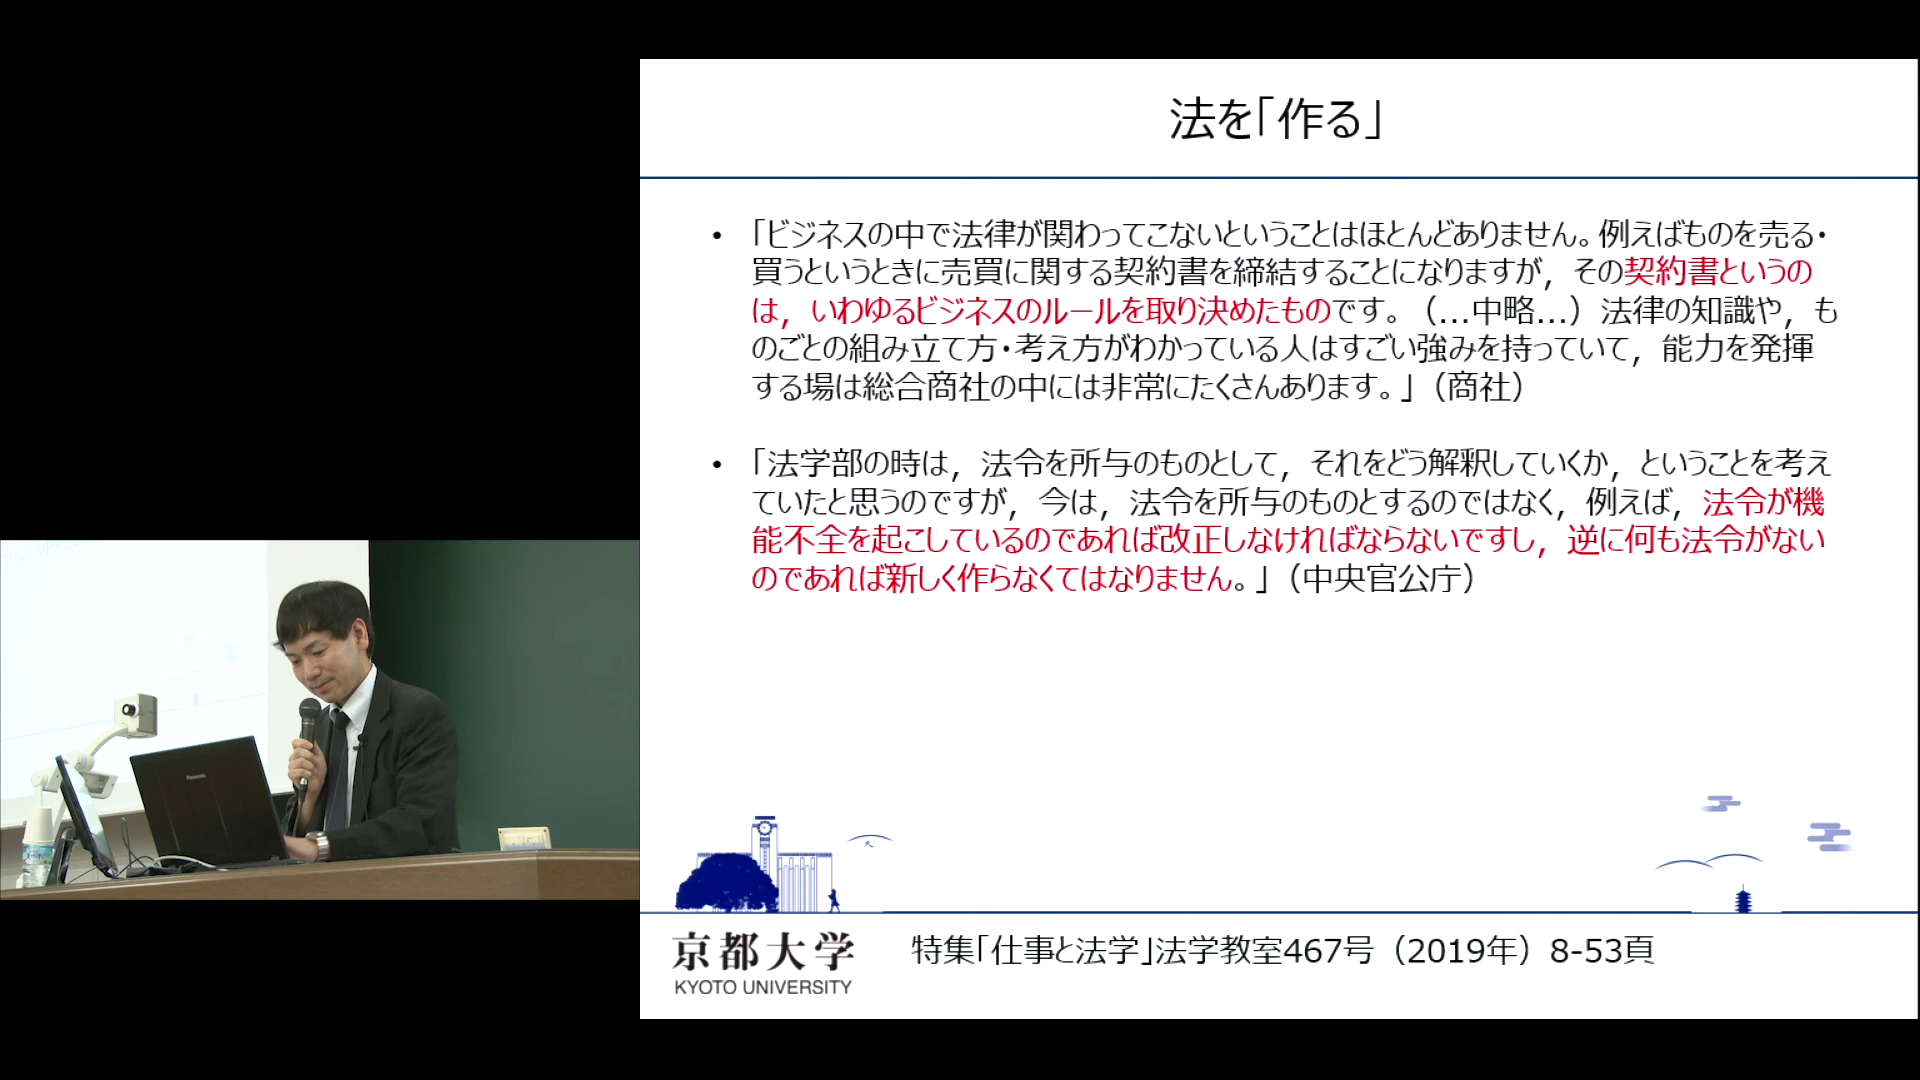 法を「作る」
・「ビジネスの中で法律が関わってこないということはほとんどありません。例えばものを売る・
買うというときに売買に関する契約書を締結することになりますが，その契約書というの
は，いわゆるビジネスのルールを取り決めたものです。（…中略…）法律の知識や，も
のごとの組み立て方・考え方がわかっている人はすごい強みを持っていて，能力を発揮
する場は総合商社の中には非常にたくさんあります。」（商社）
・「法学部の時は，法令を所与のものとして，それをどう解釈していくか，ということを考え
ていたと思うのですが，今は，法令を所与のものとするのではなく，例えば，法令が機
能不全を起こしているのであれば改正しなければならないですし，逆に何も法令がない
のであれば新しく作らなくてはなりません。」（中央官公庁）
京都大学
KYOTO UNIVERSITY
特集「仕事と法学」法学教室467号（2019年）8-53頁
Panasonic